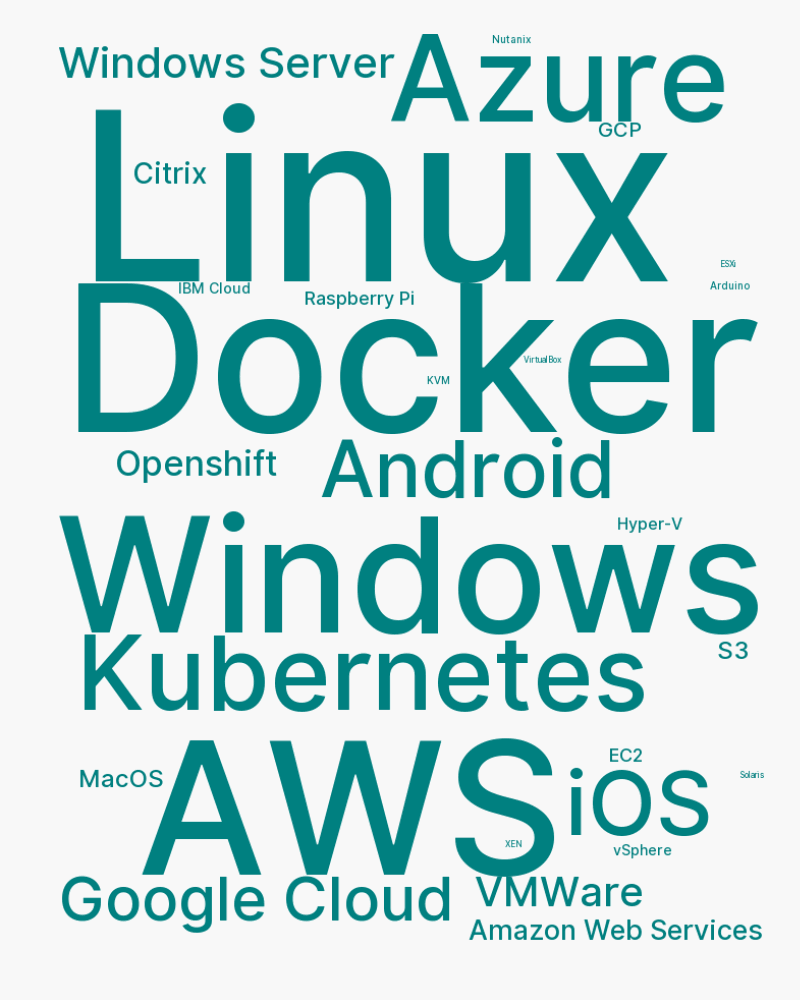 Nutanix
Windows Server
Azure
GCP
Linux
Citrix
ESXi
Arduino
IBM Cloud
Raspberry Pi
Docker
VirtualBox
KVM
Openshift
Android
Hyper-V
Windows
Kubernetes
S3
AWS
EC2
MacOS
iOS
Solaris
XEN
vSphere
Google Cloud
VMWare
Amazon Web Services